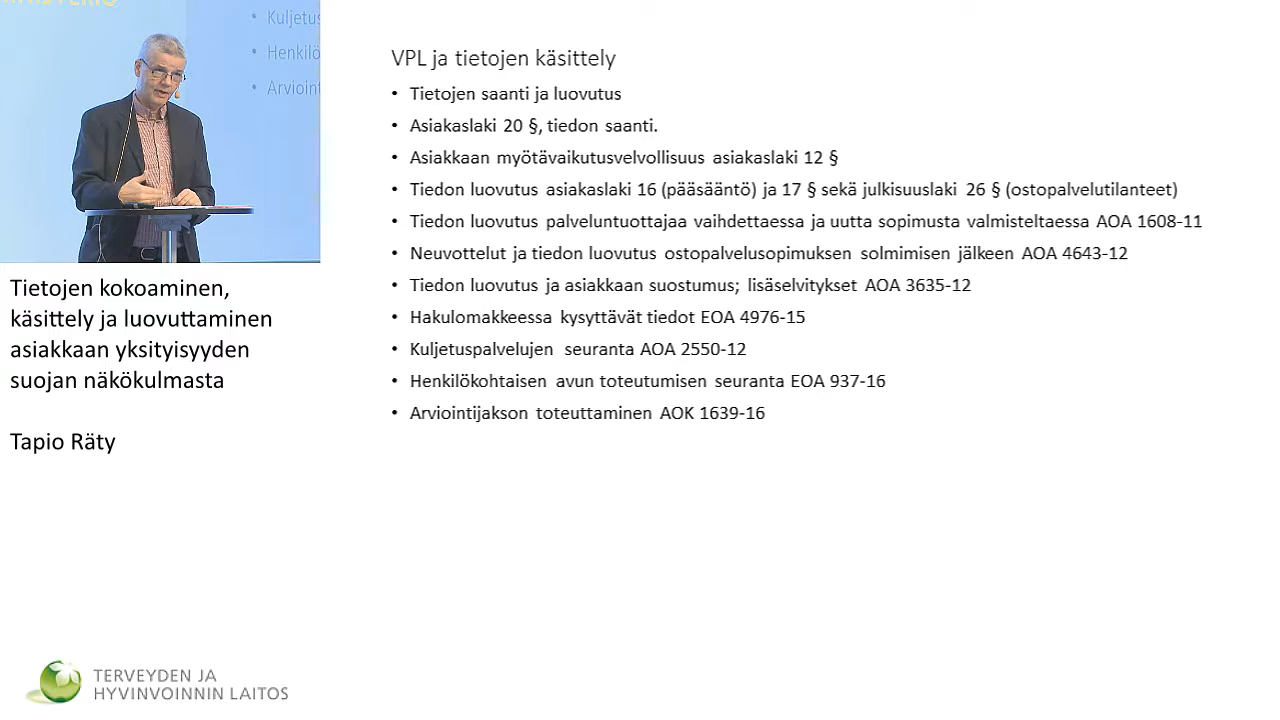 • Kuljetus
• Henkilö
• Arvioint
Tietojen kokoaminen,
käsittely ja luovuttaminen
asiakkaan yksityisyyden
suojan näkökulmasta
Tapio Räty
VPL ja tietojen käsittely
• Tietojen saanti ja luovutus
• Asiakaslaki 20 §, tiedon saanti.
• Asiakkaan myötävaikutusvelvollisuus asiakaslaki 12 §
• Tiedon luovutus asiakaslaki 16 (pääsääntö) ja 17 § sekä julkisuuslaki 26 § (ostopalvelutilanteet)
• Tiedon luovutus palveluntuottajaa vaihdettaessa ja uutta sopimusta valmisteltaessa AOA 1608-11
• Neuvottelut ja tiedon luovutus ostopalvelusopimuksen solmimisen jälkeen AOA 4643-12
• Tiedon luovutus ja asiakkaan suostumus; lisäselvitykset AOA 3635-12
• Hakulomakkeessa kysyttävät tiedot EOA 4976-15
• Kuljetuspalvelujen seuranta AOA 2550-12
• Henkilökohtaisen avun toteutumisen seuranta EOA 937-16
• Arviointijakson toteuttaminen AOK 1639-16
TERVEYDEN JA
HYVINVOINNIN LAITOS